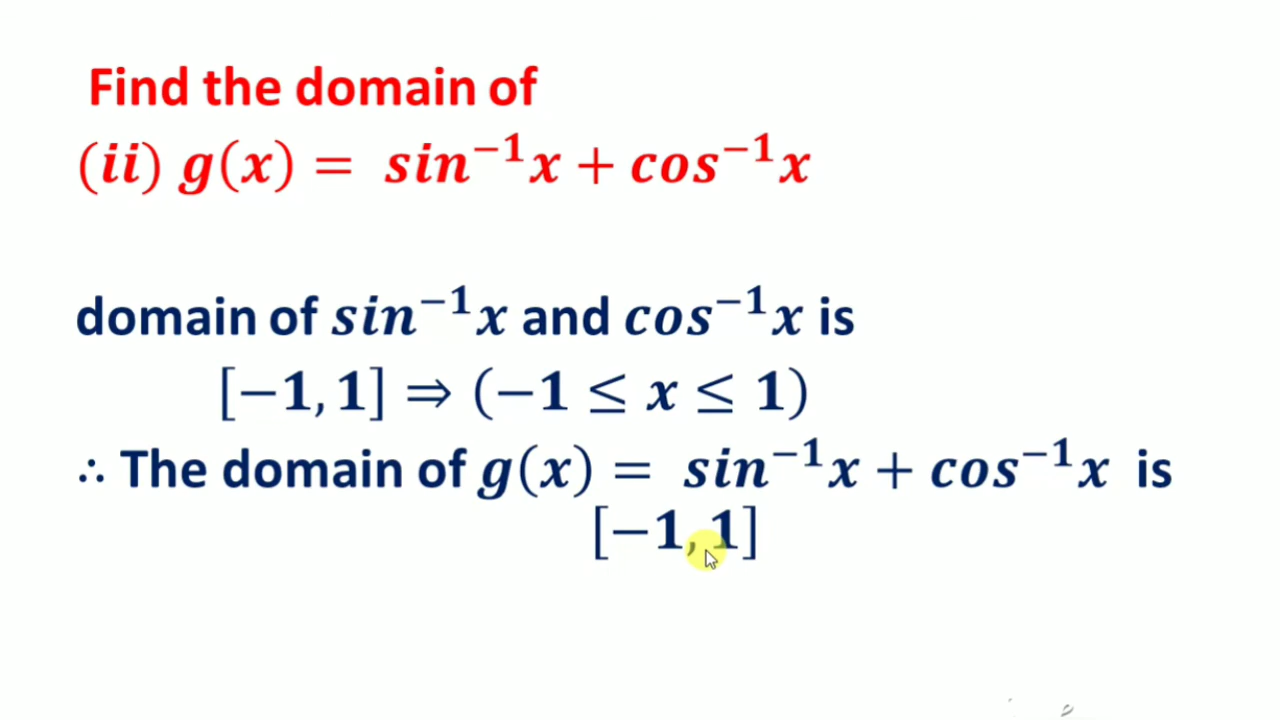 Find the domain of
(ii) g(x) = sin⁻¹x + cos⁻¹x
domain of sin⁻¹x and cos⁻¹x is
[−1, 1] ⇒ (−1 ≤ x ≤ 1)
∴ The domain of g(x) = sin⁻¹x + cos⁻¹x is
[−1, 1]